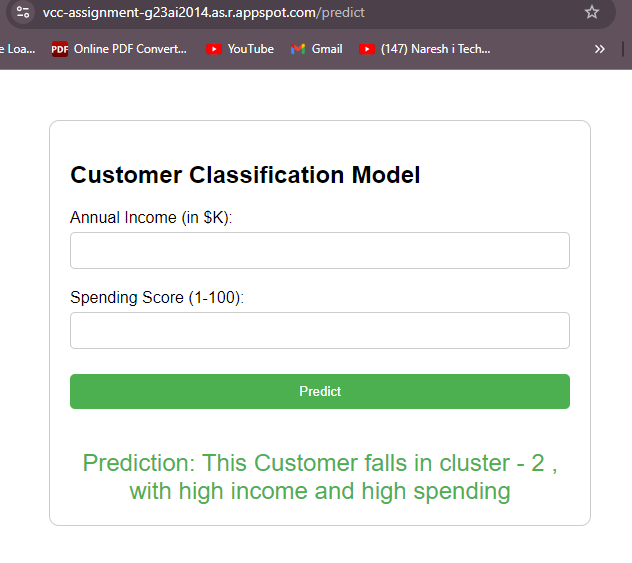 vcc-assignment-g23ai2014.as.r.appspot.com/predict
e Loa... PDF Online PDF Convert... YouTube Gmail (147) Naresh i Tech... »
Customer Classification Model
Annual Income (in $K):
Spending Score (1-100):
Predict
Prediction: This Customer falls in cluster - 2 ,
with high income and high spending